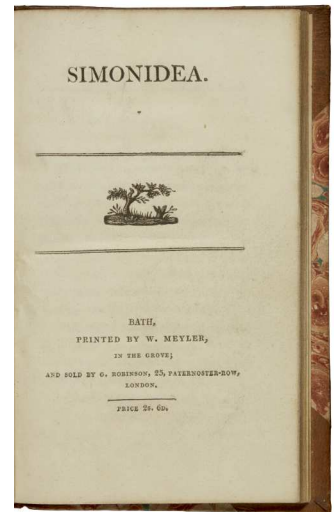 SIMONIDEA.
BATH,
PRINTED BY W. MEYLER,
IN THE GROVE;
AND SOLD BY G. ROBINSON, 25, PATERNOSTER-ROW,
LONDON.
PRICE 2S. 6D.